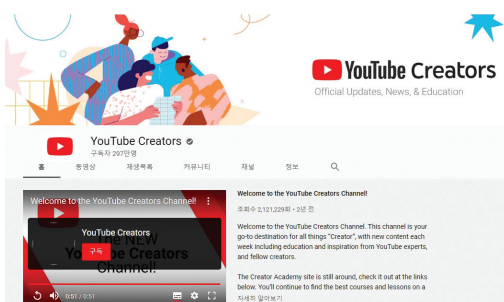 YouTube Creators
Official Updates, News, & Education
YouTube Creators
구독자 297만명
홈 동영상 재생목록 커뮤니티 채널 정보
Welcome to the YouTube Creators Channel!
YouTube Creators
구독
The NEW
YouTube Creators
Channel!
0:51 / 0:51
Welcome to the YouTube Creators Channel!
조회수 2,121,229회 • 2년 전
Welcome to the YouTube Creators Channel. This channel is your
go-to destination for all things "Creator", with new content each
week including education and inspiration from YouTube experts,
and fellow creators.
The Creator Academy site is still around, check it out at the links
below. You'll continue to find the best courses and lessons on a
자세히 알아보기